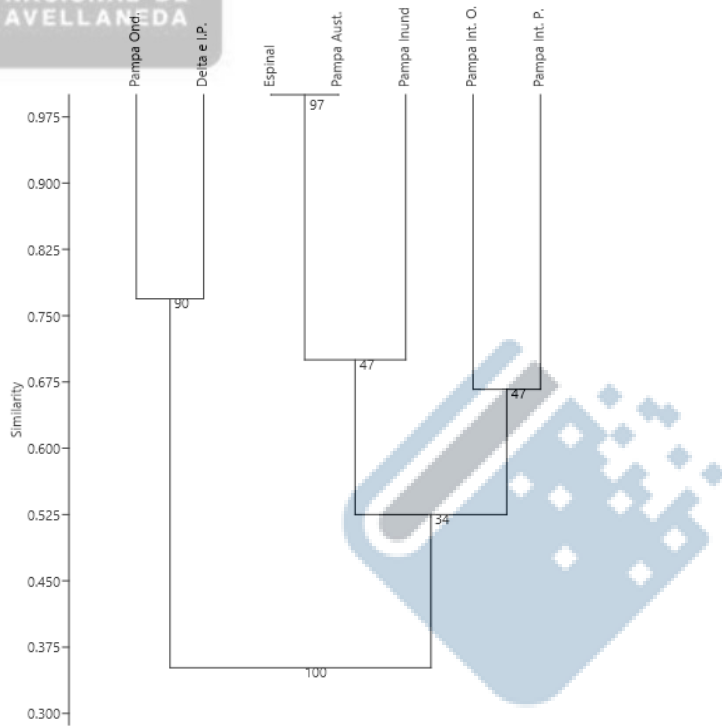 AVELLANEDA
Pampa Ond.
Delta e I.P.
Espinal
Pampa Aust.
Pampa Inund
Pampa Int. O.
Pampa Int. P.
Similarity
0.975
0.900
0.825
0.750
0.675
0.600
0.525
0.450
0.375
0.300
97
90
47
47
34
100